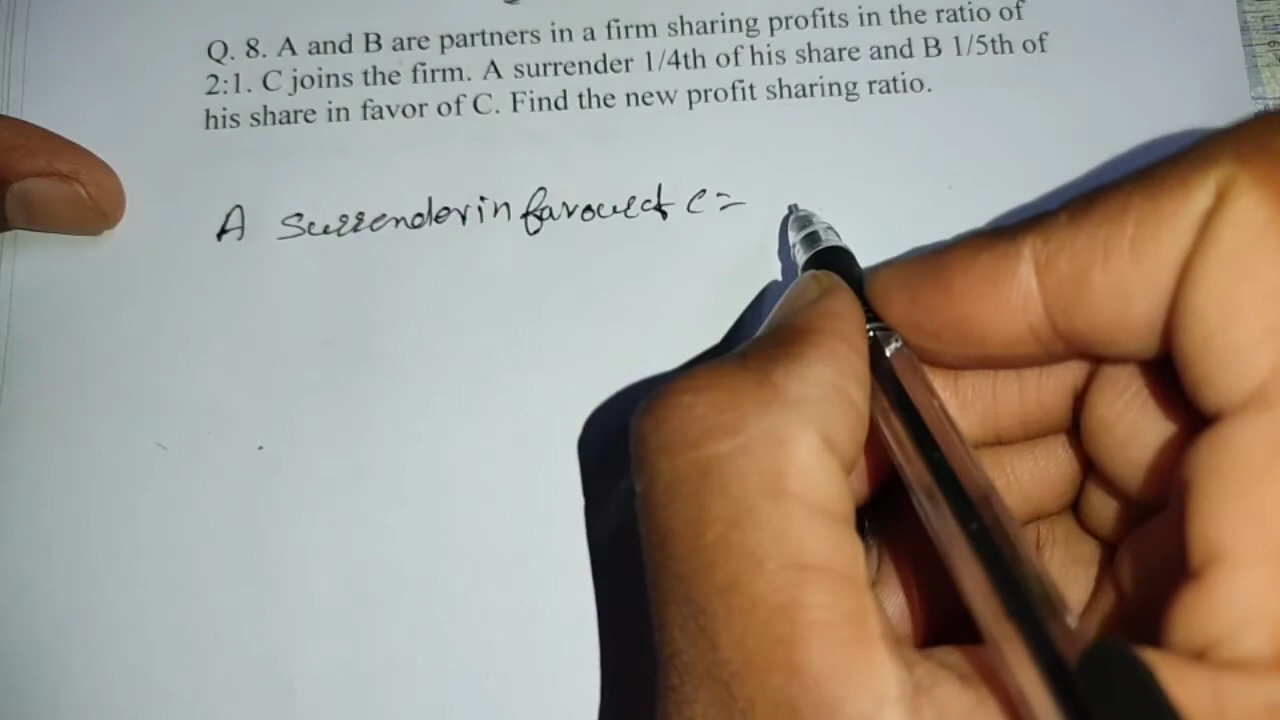 Q. 8. A and B are partners in a firm sharing profits in the ratio of
2:1. C joins the firm. A surrender 1/4th of his share and B 1/5th of
his share in favor of C. Find the new profit sharing ratio.
A surrender in favour of C =